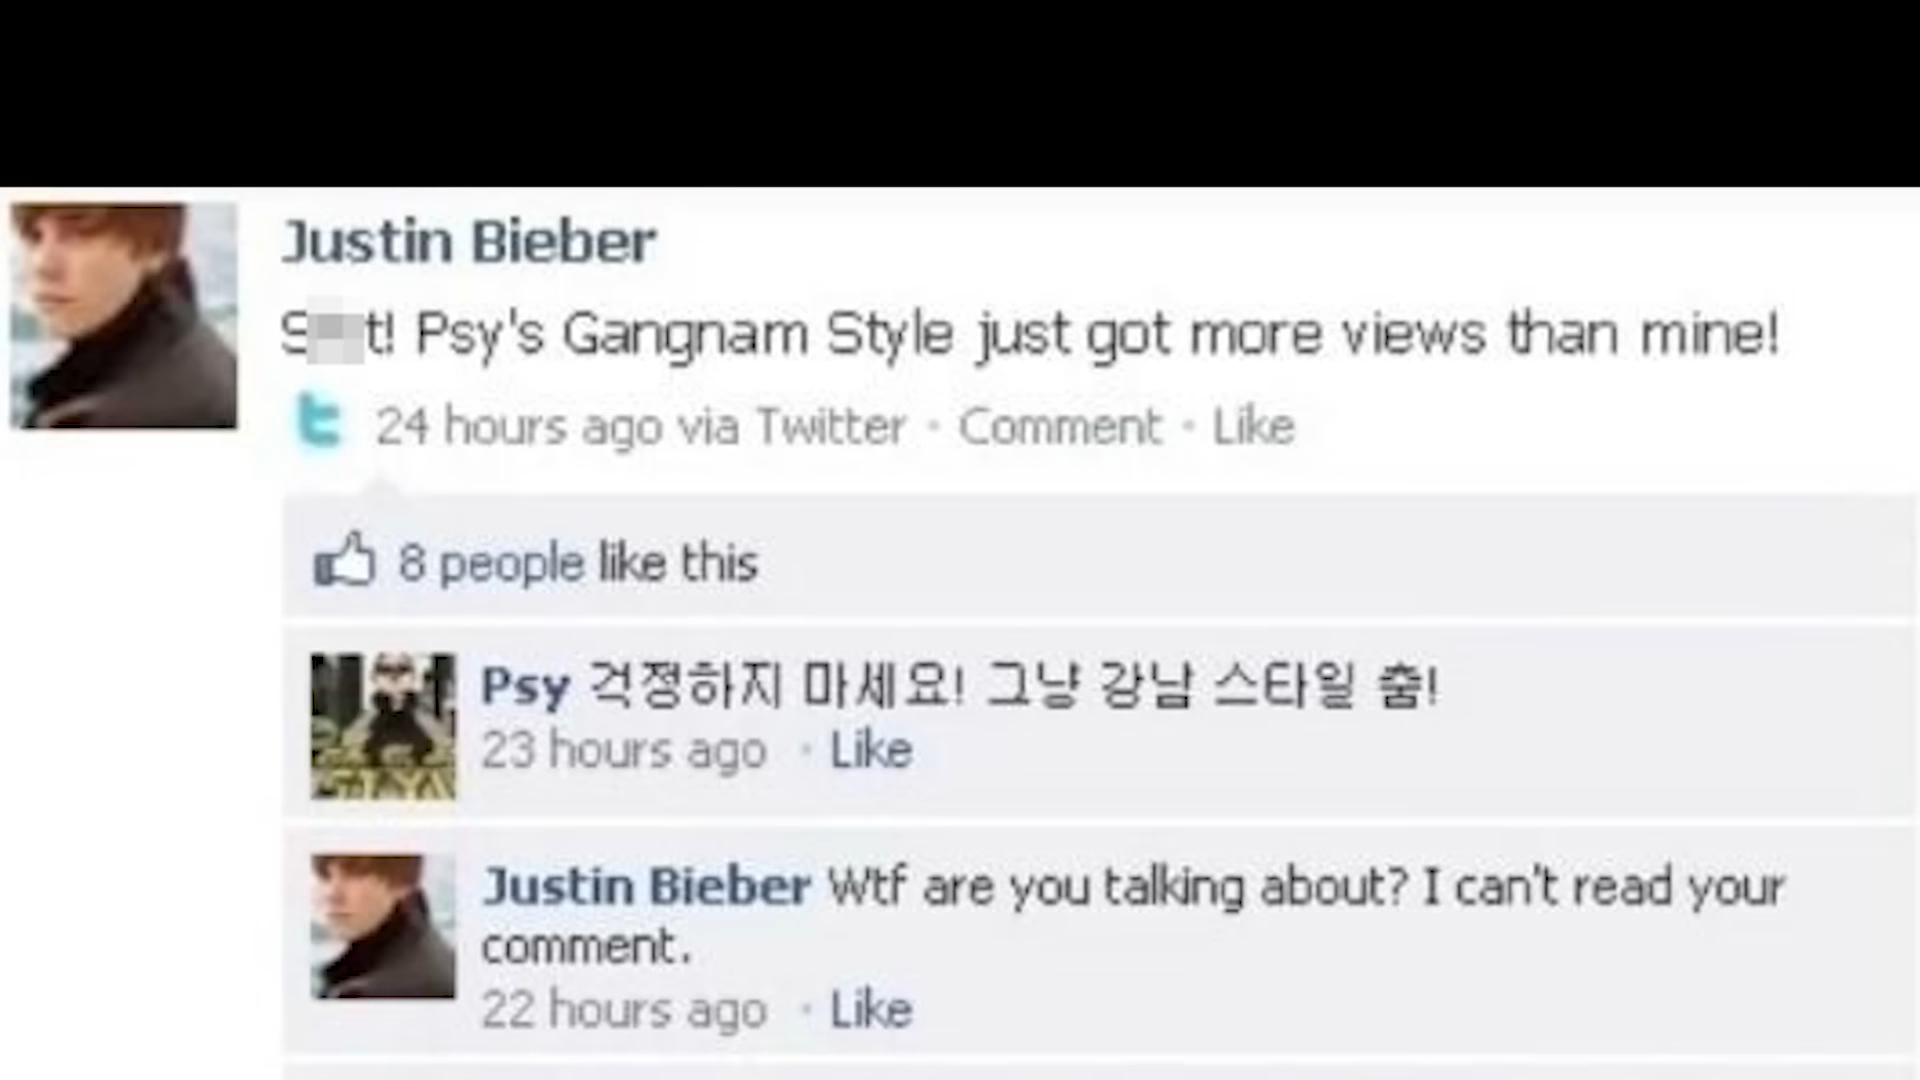 Justin Bieber
S t! Psy's Gangnam Style just got more views than mine!
24 hours ago via Twitter · Comment · Like
8 people like this
Psy 걱정하지 마세요! 그냥 강남 스타일 춤!
23 hours ago · Like
Justin Bieber Wtf are you talking about? I can't read your
comment.
22 hours ago · Like